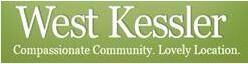 West Kessler
Compassionate Community. Lovely Location.